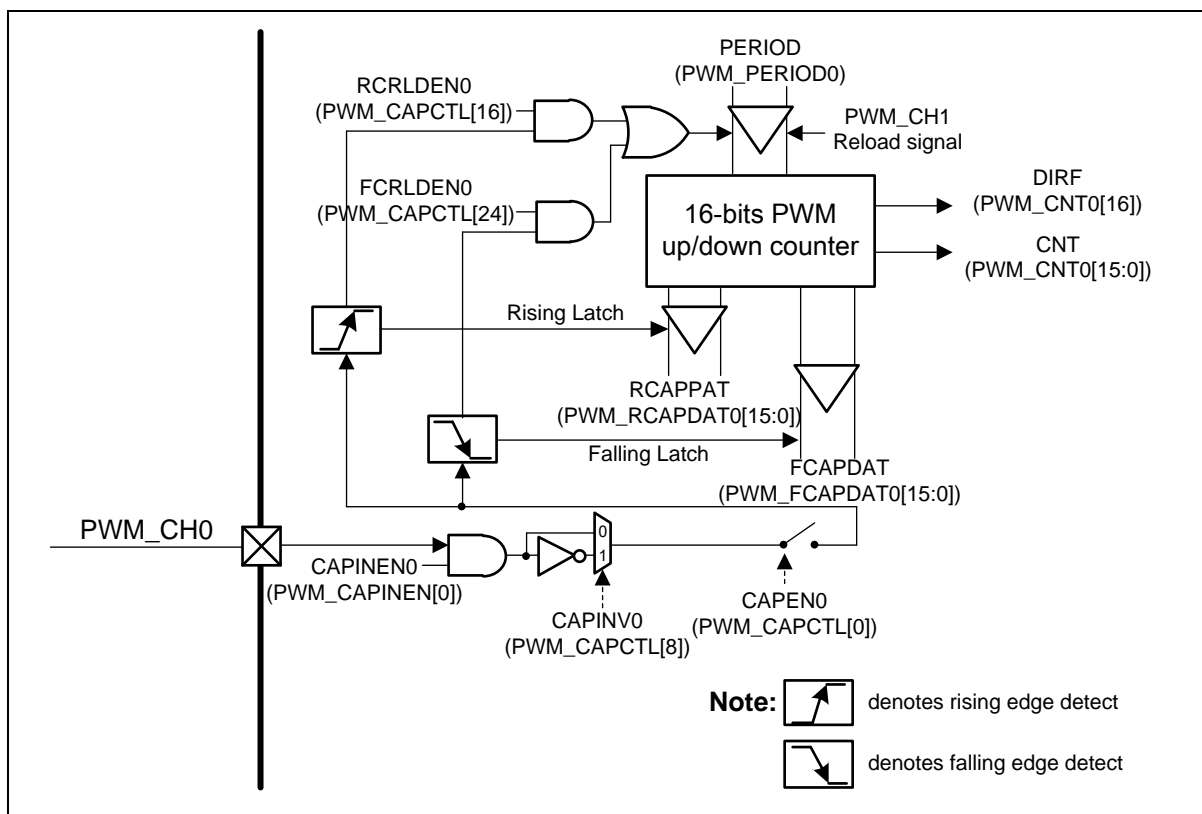 PERIOD
(PWM_PERIOD0)
RCRLDEN0
(PWM_CAPCTL[16])
PWM_CH1
Reload signal
FCRLDEN0
(PWM_CAPCTL[24])
16-bits PWM
up/down counter
DIRF
(PWM_CNT0[16])
CNT
(PWM_CNT0[15:0])
Rising Latch
RCAPPAT
(PWM_RCAPDAT0[15:0])
Falling Latch
FCAPDAT
(PWM_FCAPDAT0[15:0])
PWM_CH0
CAPINEN0
(PWM_CAPINEN[0])
0
1
CAPINV0
(PWM_CAPCTL[8])
CAPEN0
(PWM_CAPCTL[0])
Note:
denotes rising edge detect
denotes falling edge detect